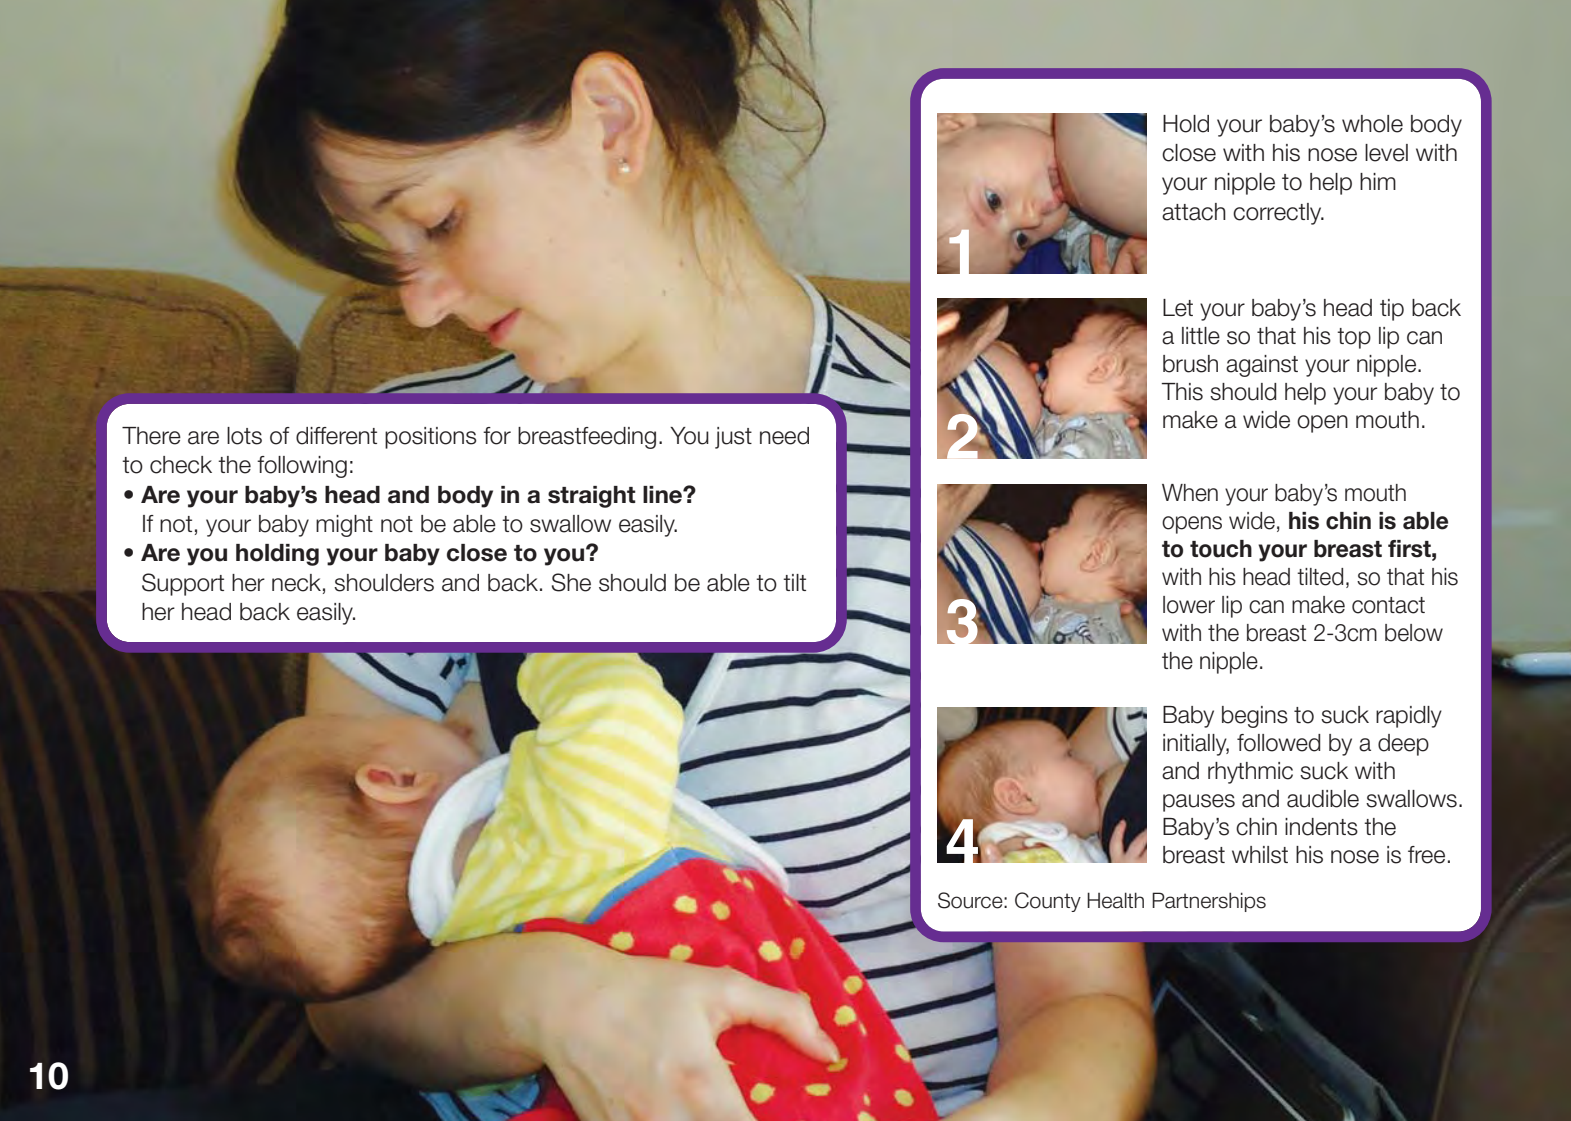 There are lots of different positions for breastfeeding. You just need
to check the following:
• Are your baby’s head and body in a straight line?
If not, your baby might not be able to swallow easily.
• Are you holding your baby close to you?
Support her neck, shoulders and back. She should be able to tilt
her head back easily.
1
Hold your baby’s whole body
close with his nose level with
your nipple to help him
attach correctly.
2
Let your baby’s head tip back
a little so that his top lip can
brush against your nipple.
This should help your baby to
make a wide open mouth.
3
When your baby’s mouth
opens wide, his chin is able
to touch your breast first,
with his head tilted, so that his
lower lip can make contact
with the breast 2-3cm below
the nipple.
4
Baby begins to suck rapidly
initially, followed by a deep
and rhythmic suck with
pauses and audible swallows.
Baby’s chin indents the
breast whilst his nose is free.
Source: County Health Partnerships
10